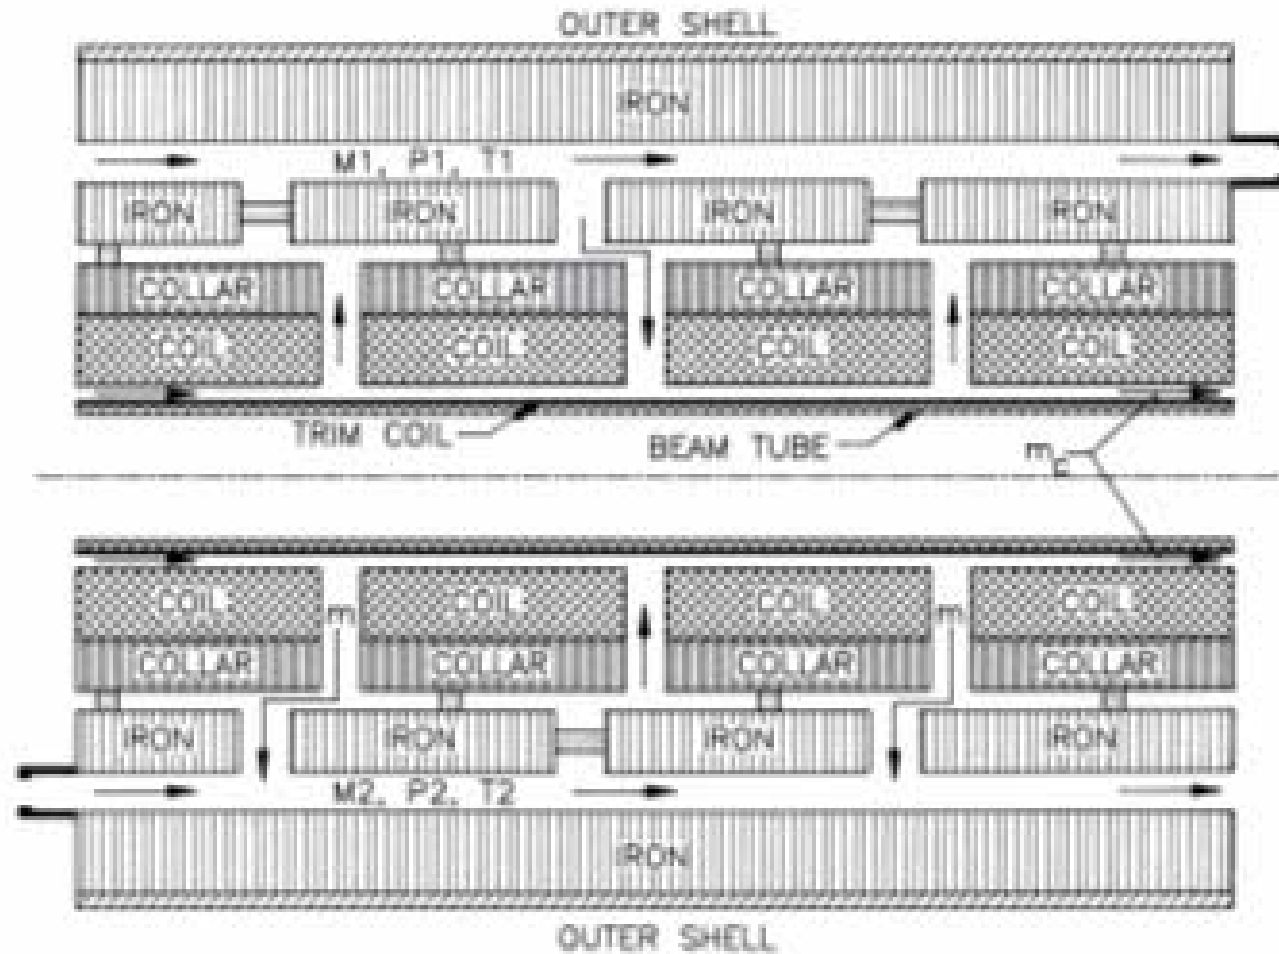 OUTER SHELL
IRON
M1, P1, T1
IRON IRON IRON IRON
COLLAR COLLAR COLLAR COLLAR
COIL COIL COIL COIL
TRIM COIL
BEAM TUBE
mc
COIL m COIL COIL m COIL
COLLAR COLLAR COLLAR COLLAR
IRON IRON IRON IRON
M2, P2, T2
IRON
OUTER SHELL